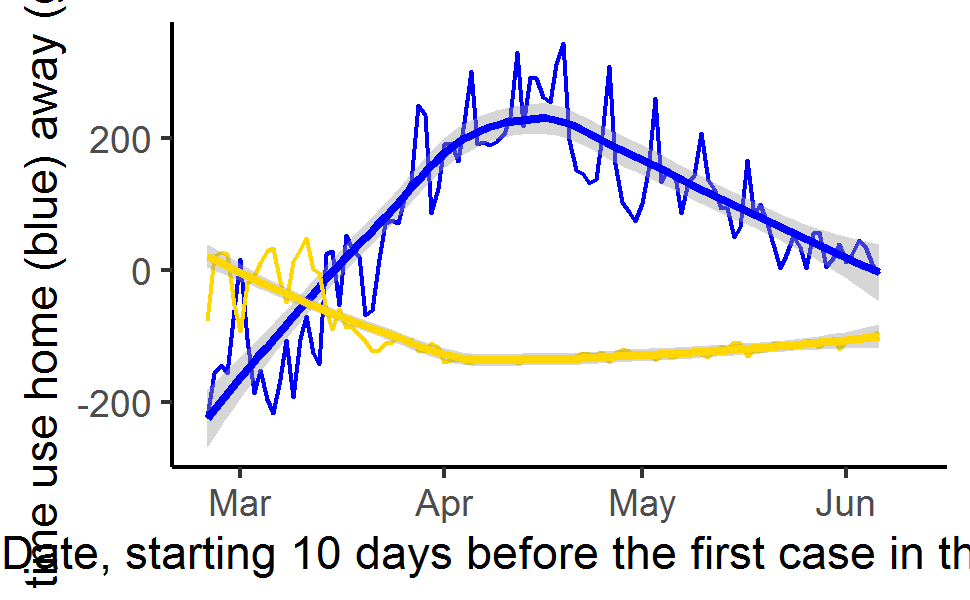 time use home (blue) away (
200
0
-200
Mar Apr May Jun
Date, starting 10 days before the first case in th